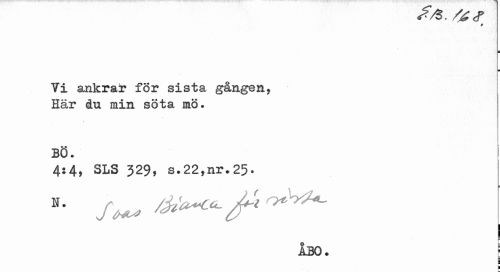 E.B. 168.
Vi ankrar för sista gången,
Här du min söta mö.
BÖ.
4:4, SLS 329, s.22,nr.25.
N. Svas Bianca för sista
ÅBO.